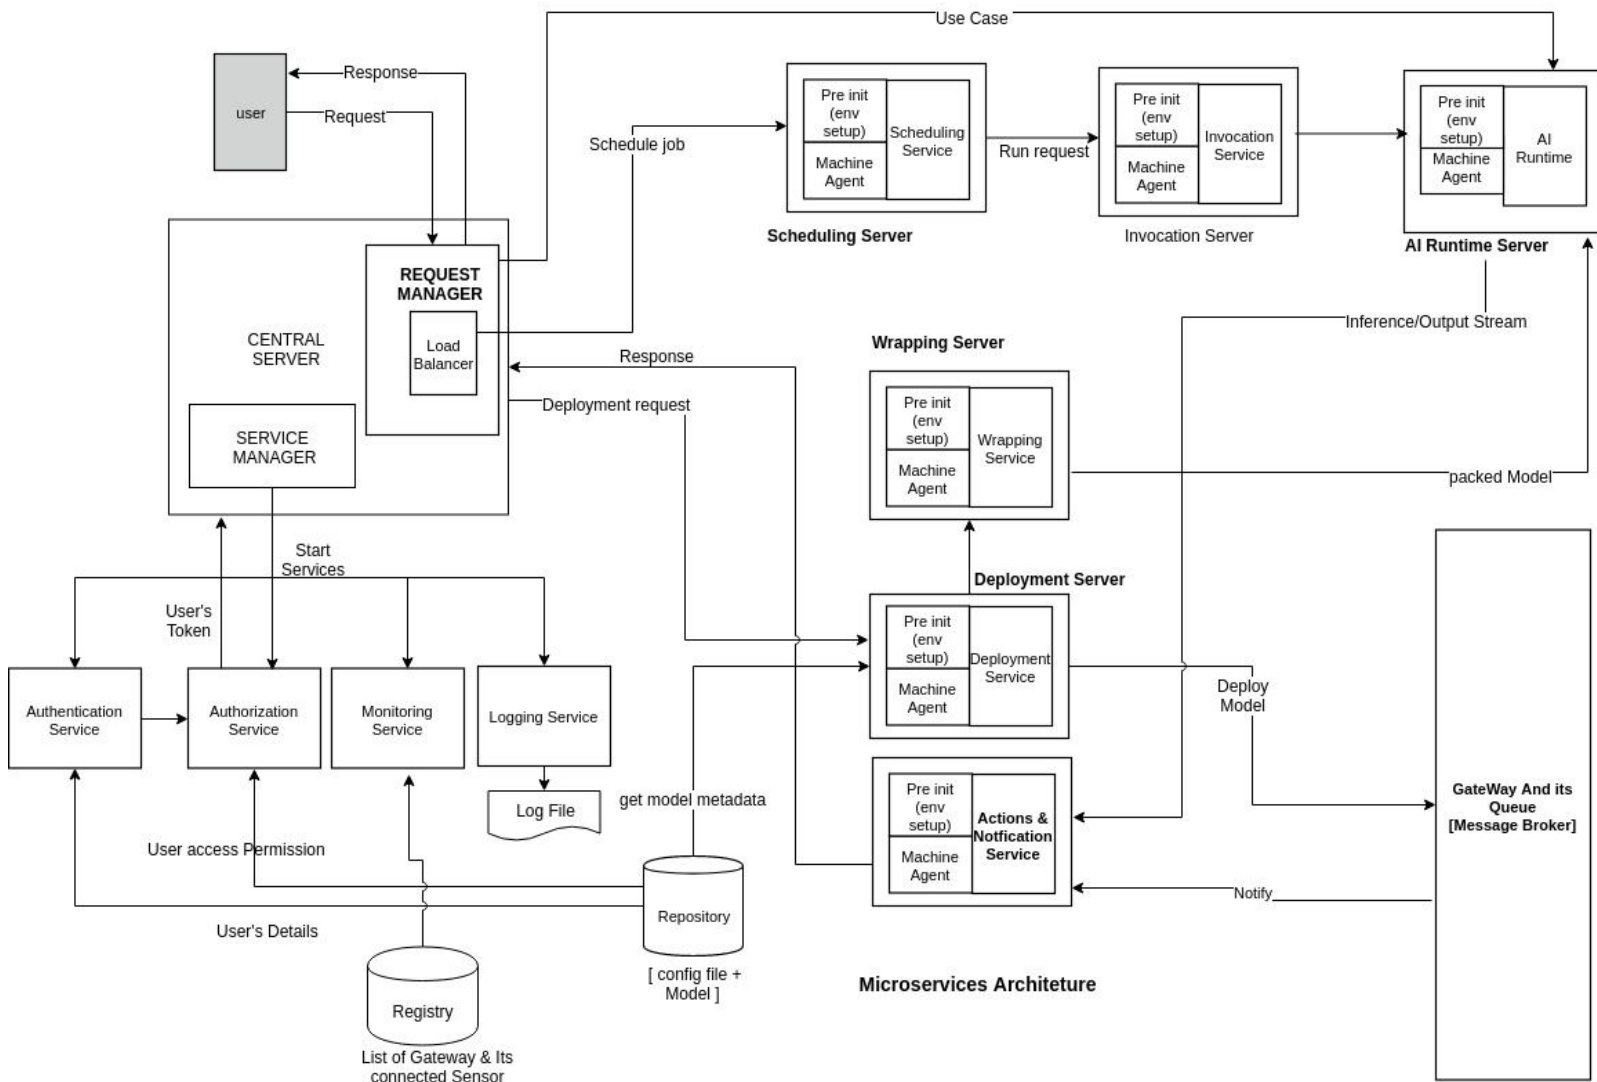 Use Case
Response
user
Request
Schedule job
Pre init
(env
setup)
Machine
Agent
Scheduling
Service
Scheduling Server
Run request
Pre init
(env
setup)
Machine
Agent
Invocation
Service
Invocation Server
Pre init
(env
setup)
Machine
Agent
AI
Runtime
AI Runtime Server
REQUEST
MANAGER
CENTRAL
SERVER
Load
Balancer
SERVICE
MANAGER
Response
Deployment request
Inference/Output Stream
Wrapping Server
Pre init
(env
setup)
Machine
Agent
Wrapping
Service
packed Model
Start
Services
User's
Token
Deployment Server
Pre init
(env
setup)
Machine
Agent
Deployment
Service
Deploy
Model
Authentication
Service
Authorization
Service
Monitoring
Service
Logging Service
Log File
get model metadata
Pre init
(env
setup)
Machine
Agent
Actions &
Notfication
Service
GateWay And its
Queue
[Message Broker]
Notify
User access Permission
User's Details
Repository
[ config file +
Model ]
Registry
List of Gateway & Its
connected Sensor
Microservices Architeture